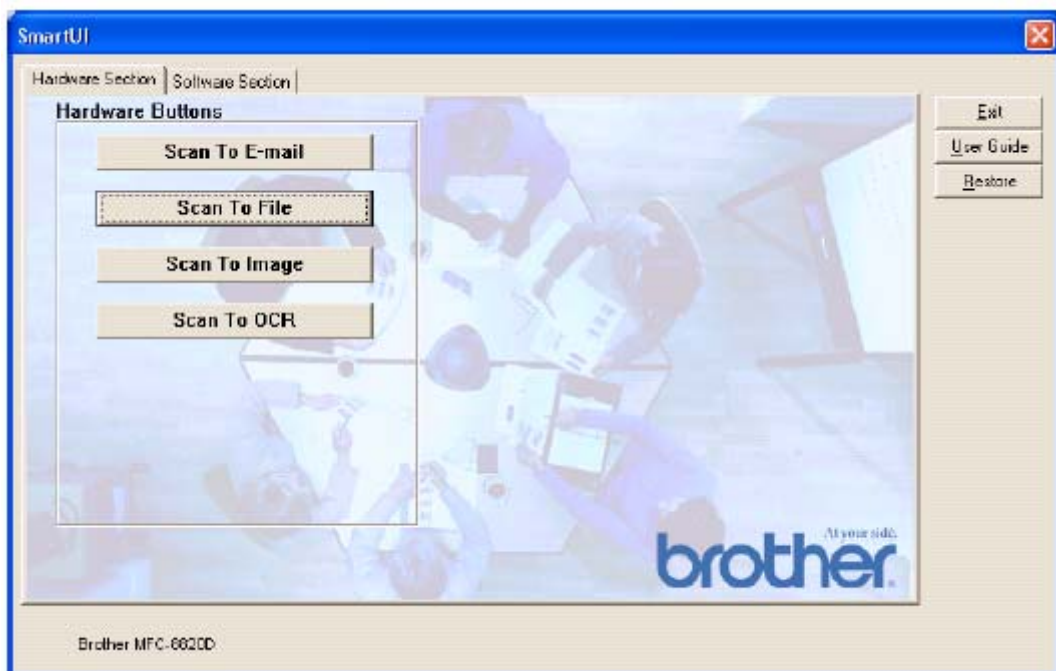 SmartUI
Hardware Section
Software Section
Hardware Buttons
Scan To E-mail
Scan To File
Scan To Image
Scan To OCR
Exit
User Guide
Restore
At your side.
brother.
Brother MFC-8820D